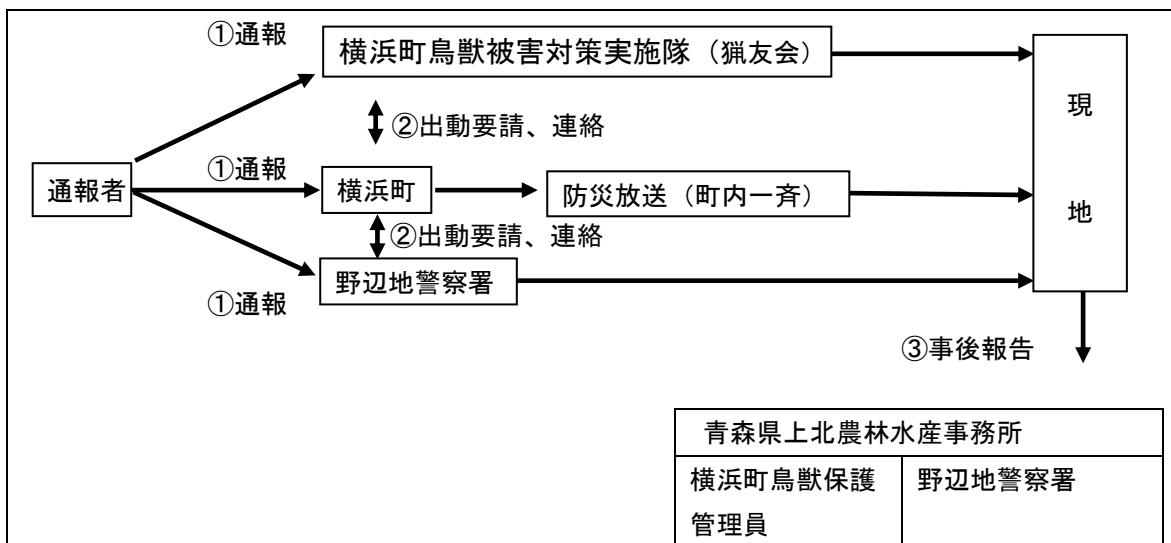 ①通報
横浜町鳥獣被害対策実施隊（猟友会）
②出動要請、連絡
①通報
通報者
横浜町
防災放送（町内一斉）
現
地
②出動要請、連絡
野辺地警察署
①通報
③事後報告
青森県上北農林水産事務所
横浜町鳥獣保護
管理員
野辺地警察署